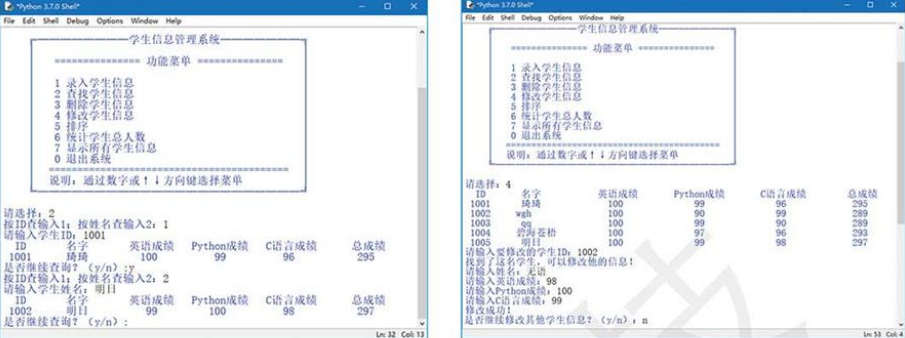 *Python 3.7.0 Shell*
File Edit Shell Debug Options Window Help
学生信息管理系统
=============== 功能菜单 ===============
1 录入学生信息
2 查找学生信息
3 删除学生信息
4 修改学生信息
5 排序
6 统计学生总人数
7 显示所有学生信息
0 退出系统
说明：通过数字或↑↓方向键选择菜单
请选择：2
按ID查输入1；按姓名查输入2：1
请输入学生ID：1001
ID 名字 英语成绩 Python成绩 C语言成绩 总成绩
1001 琦琦 100 99 96 295
是否继续查询？（y/n）:y
按ID查输入1；按姓名查输入2：2
请输入学生姓名：明日
ID 名字 英语成绩 Python成绩 C语言成绩 总成绩
1002 明日 99 100 98 297
是否继续查询？（y/n）:
Ln: 32 Col: 13
*Python 3.7.0 Shell*
File Edit Shell Debug Options Window Help
学生信息管理系统
=============== 功能菜单 ===============
1 录入学生信息
2 查找学生信息
3 删除学生信息
4 修改学生信息
5 排序
6 统计学生总人数
7 显示所有学生信息
0 退出系统
说明：通过数字或↑↓方向键选择菜单
请选择：4
ID 名字 英语成绩 Python成绩 C语言成绩 总成绩
1001 琦琦 100 99 96 295
1002 wgh 100 90 99 289
1003 qq 100 99 90 289
1004 碧海苍梧 100 97 96 293
1005 明日 100 99 98 297
请输入要修改的学生ID：1002
找到了这名学生，可以修改他的信息！
请输入姓名：无语
请输入英语成绩：98
请输入Python成绩：100
请输入C语言成绩：99
修改成功！
是否继续修改其他学生信息？（y/n）：n
Ln: 53 Col: 4